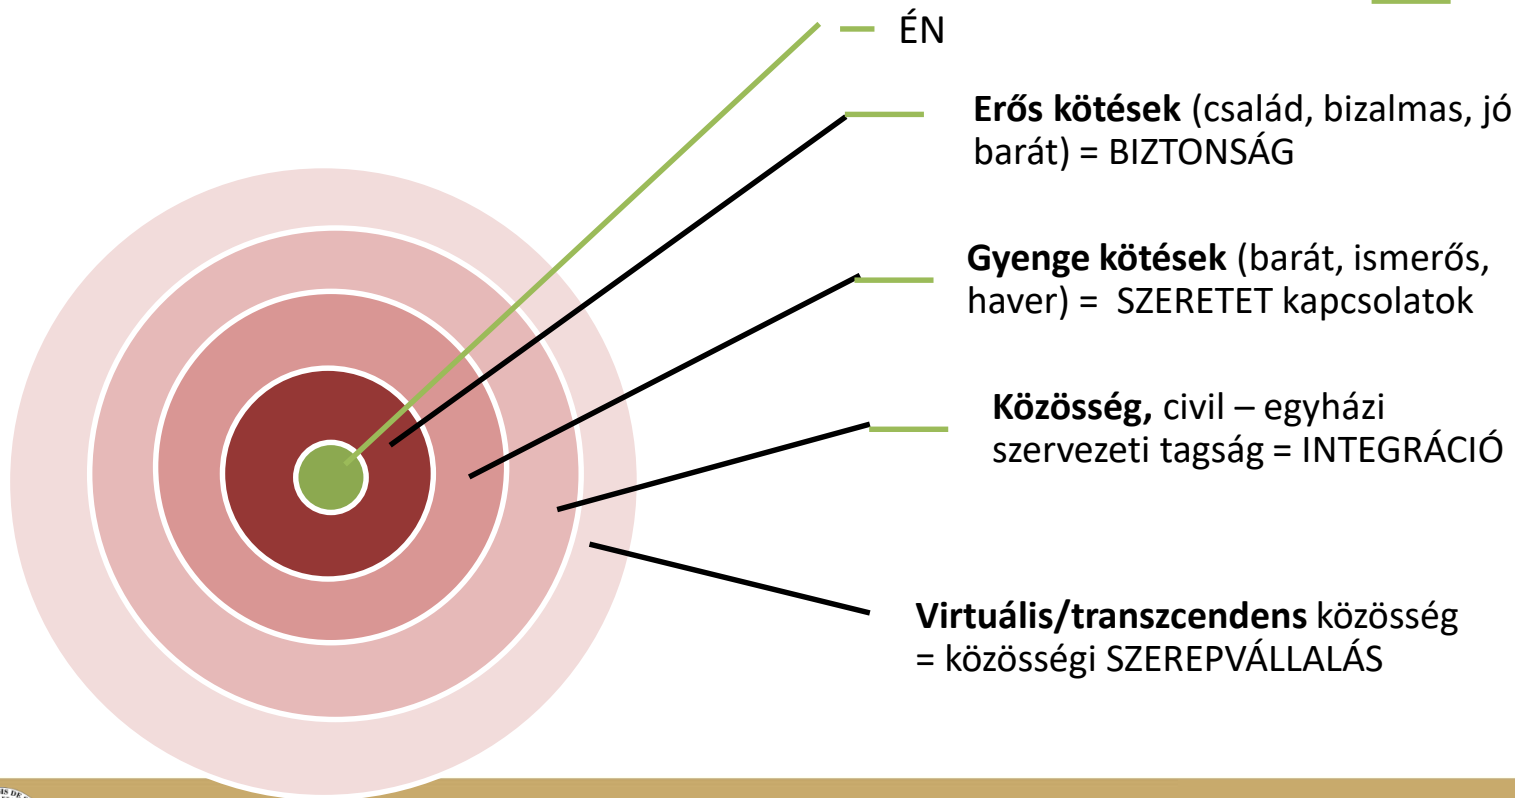 ÉN
Erős kötések (család, bizalmas, jó
barát) = BIZTONSÁG
Gyenge kötések (barát, ismerős,
haver) = SZERETET kapcsolatok
Közösség, civil – egyházi
szervezeti tagság = INTEGRÁCIÓ
Virtuális/transzcendens közösség
= közösségi SZEREPVÁLLALÁS